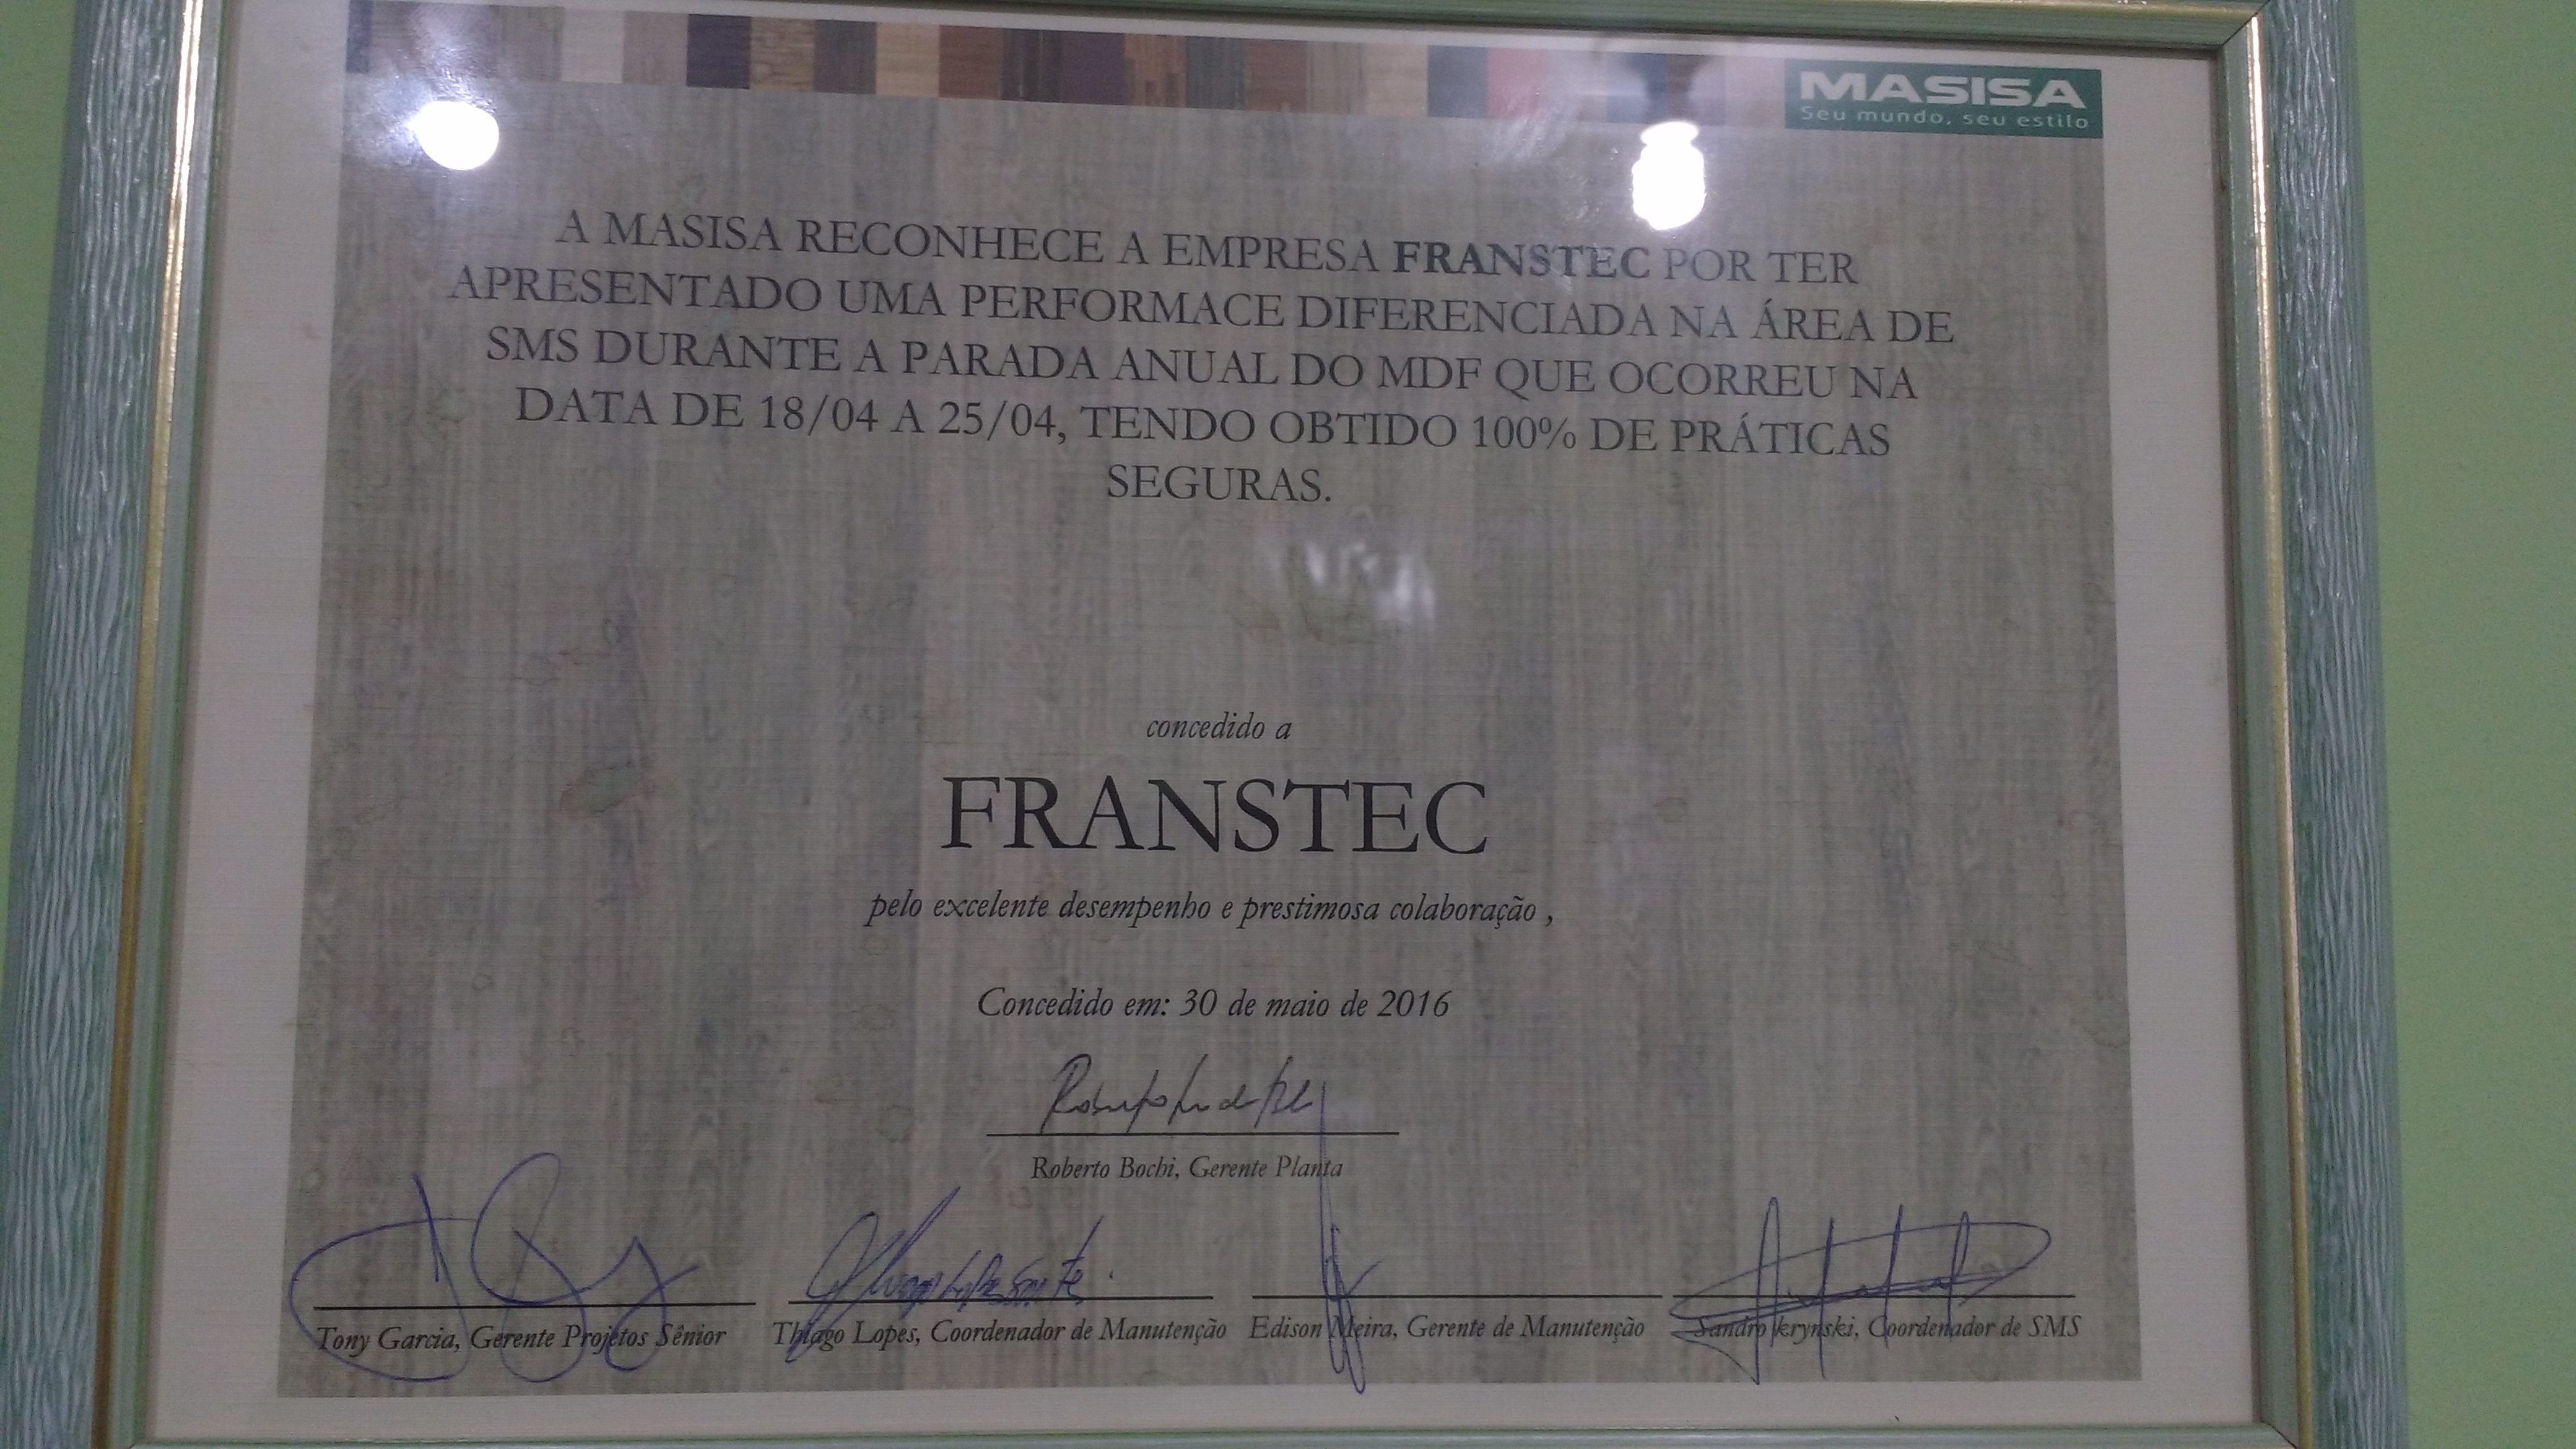 MASISA
Seu mundo, seu estilo
A MASISA RECONHECE A EMPRESA FRANSTEC POR TER
APRESENTADO UMA PERFORMACE DIFERENCIADA NA ÁREA DE
SMS DURANTE A PARADA ANUAL DO MDF QUE OCORREU NA
DATA DE 18/04 A 25/04, TENDO OBTIDO 100% DE PRÁTICAS
SEGURAS.
concedido a
FRANSTEC
pelo excelente desempenho e prestimosa colaboração ,
Concedido em: 30 de maio de 2016
Roberto Bochi, Gerente Planta
Tony Garcia, Gerente Projetos Sênior
Thiago Lopes, Coordenador de Manutenção
Edison Meira, Gerente de Manutenção
Sandro krynski, Coordenador de SMS